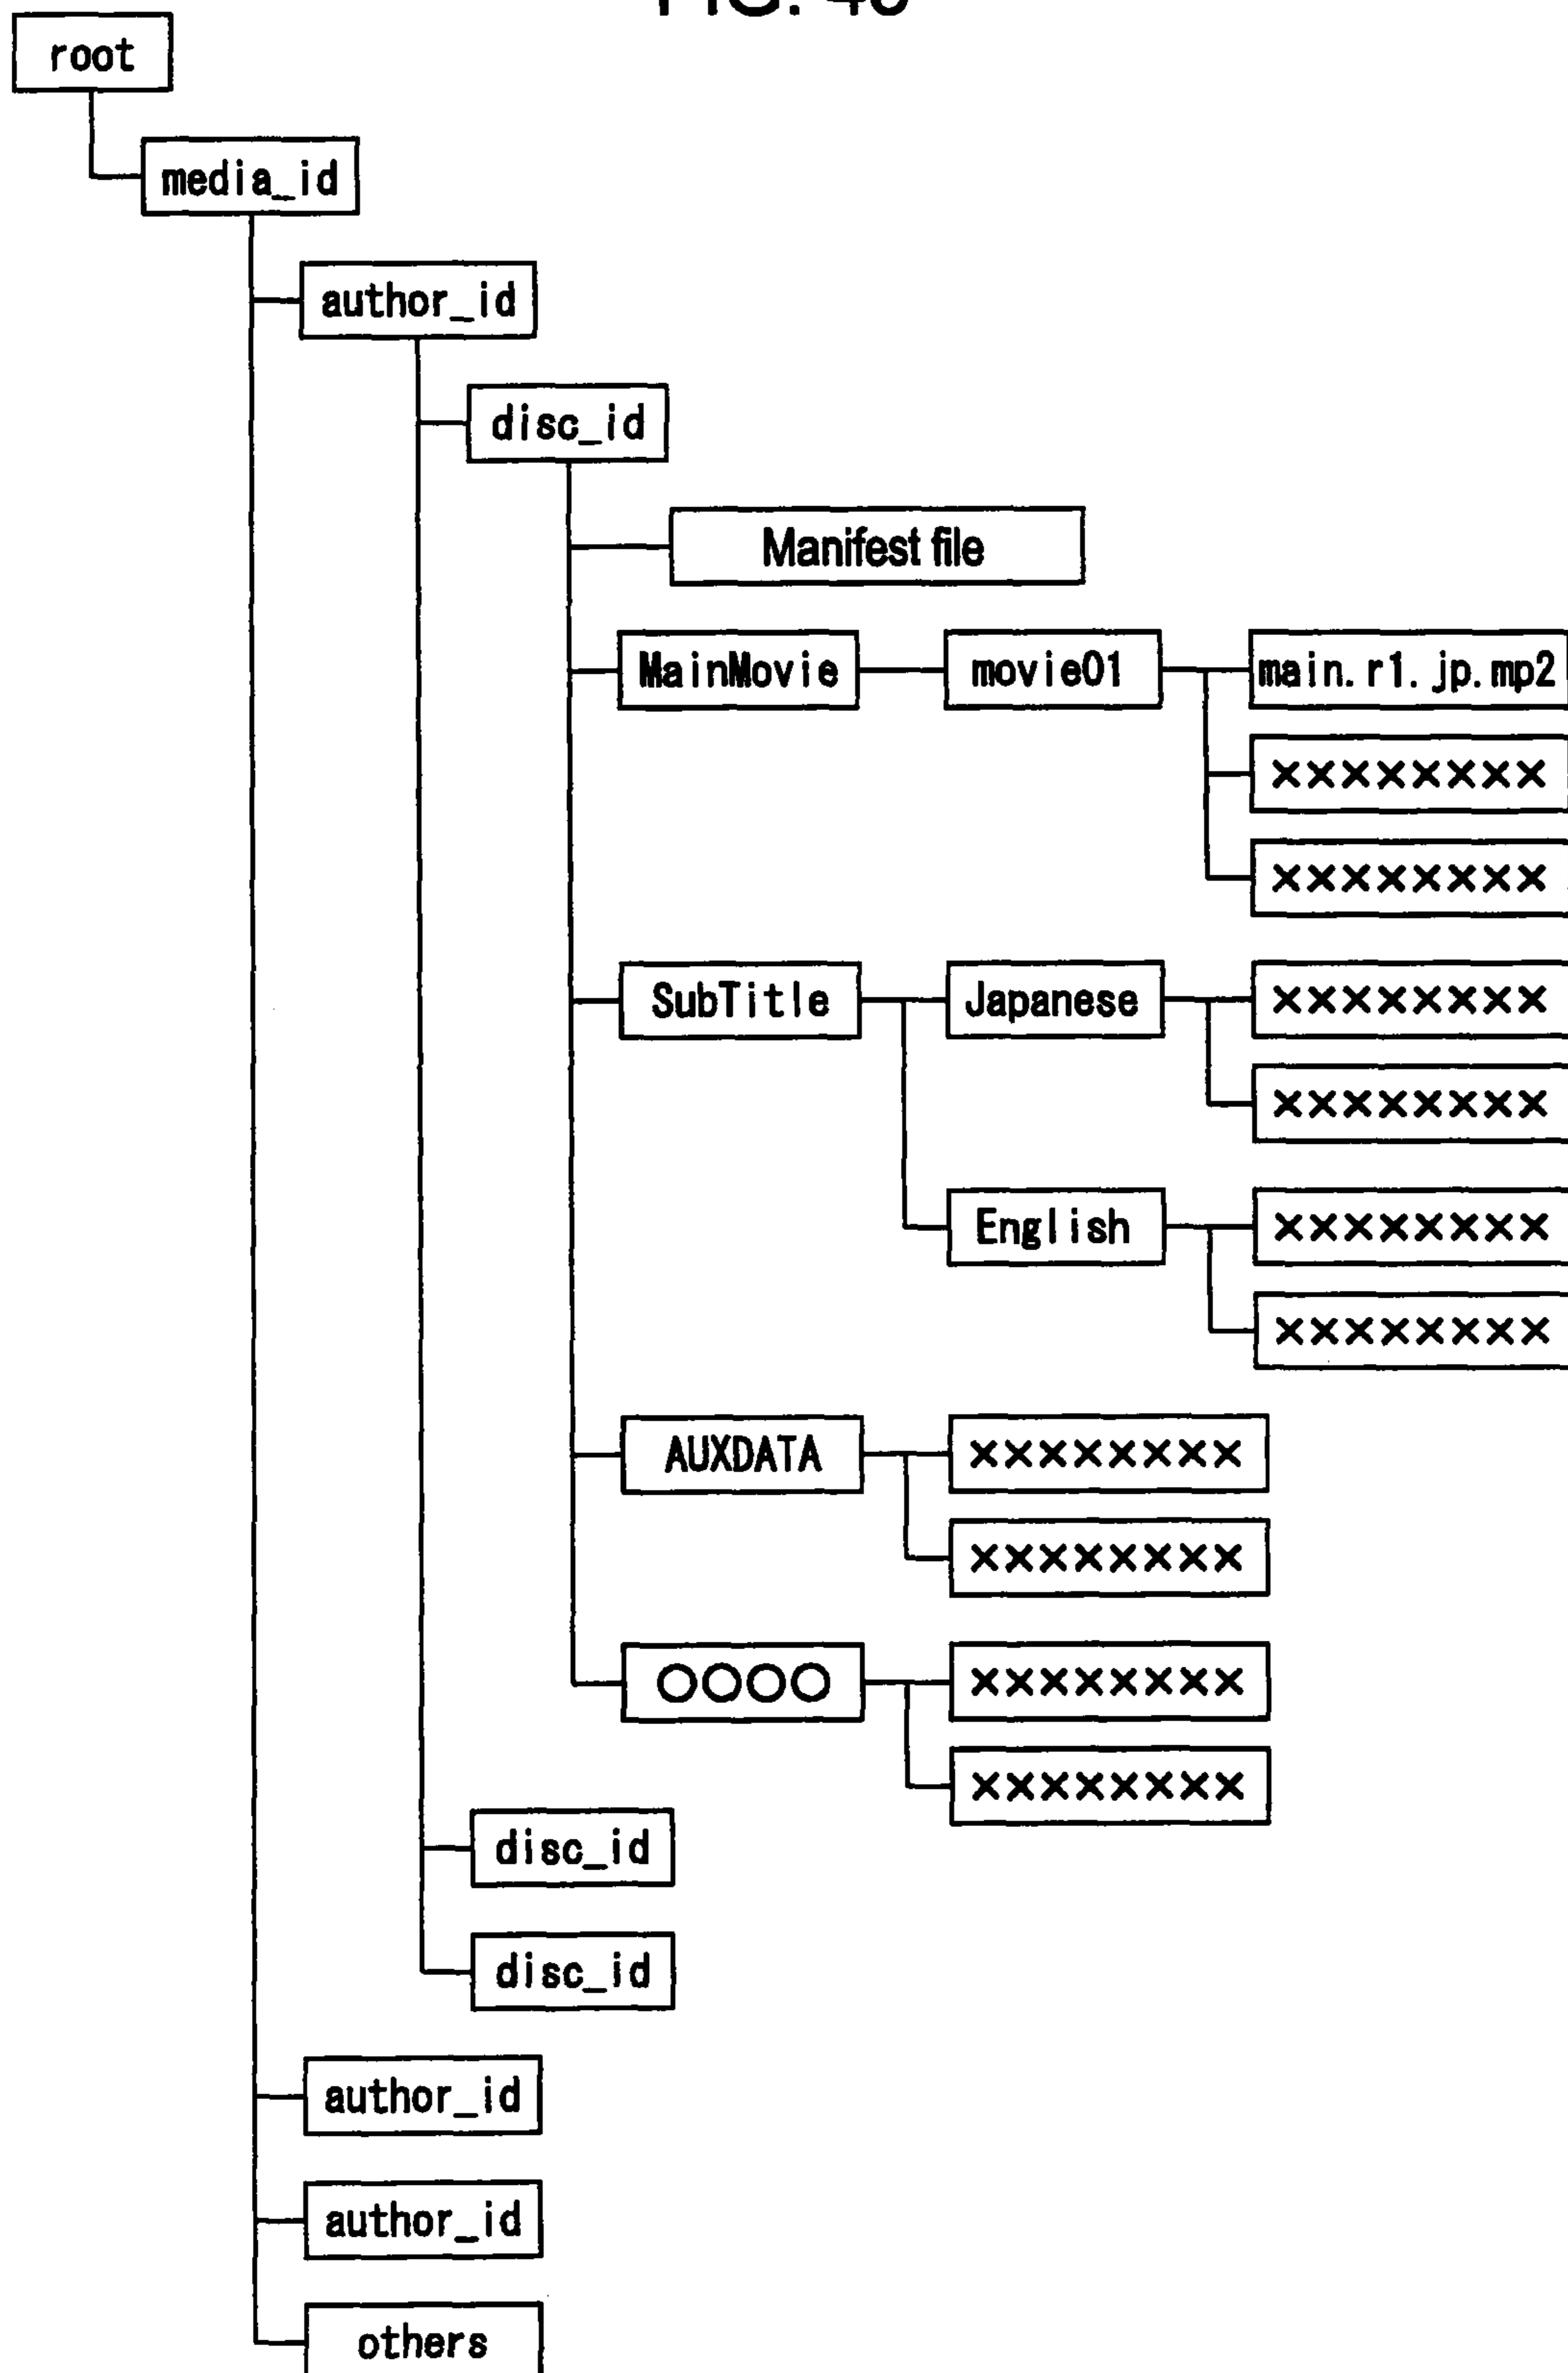 root
media_id
author_id
disc_id
Manifest file
MainMovie movie01 main.r1.jp.mp2
××××××××
××××××××
SubTitle Japanese ××××××××
××××××××
English ××××××××
××××××××
AUXDATA ××××××××
××××××××
○○○○ ××××××××
××××××××
disc_id
disc_id
author_id
author_id
others